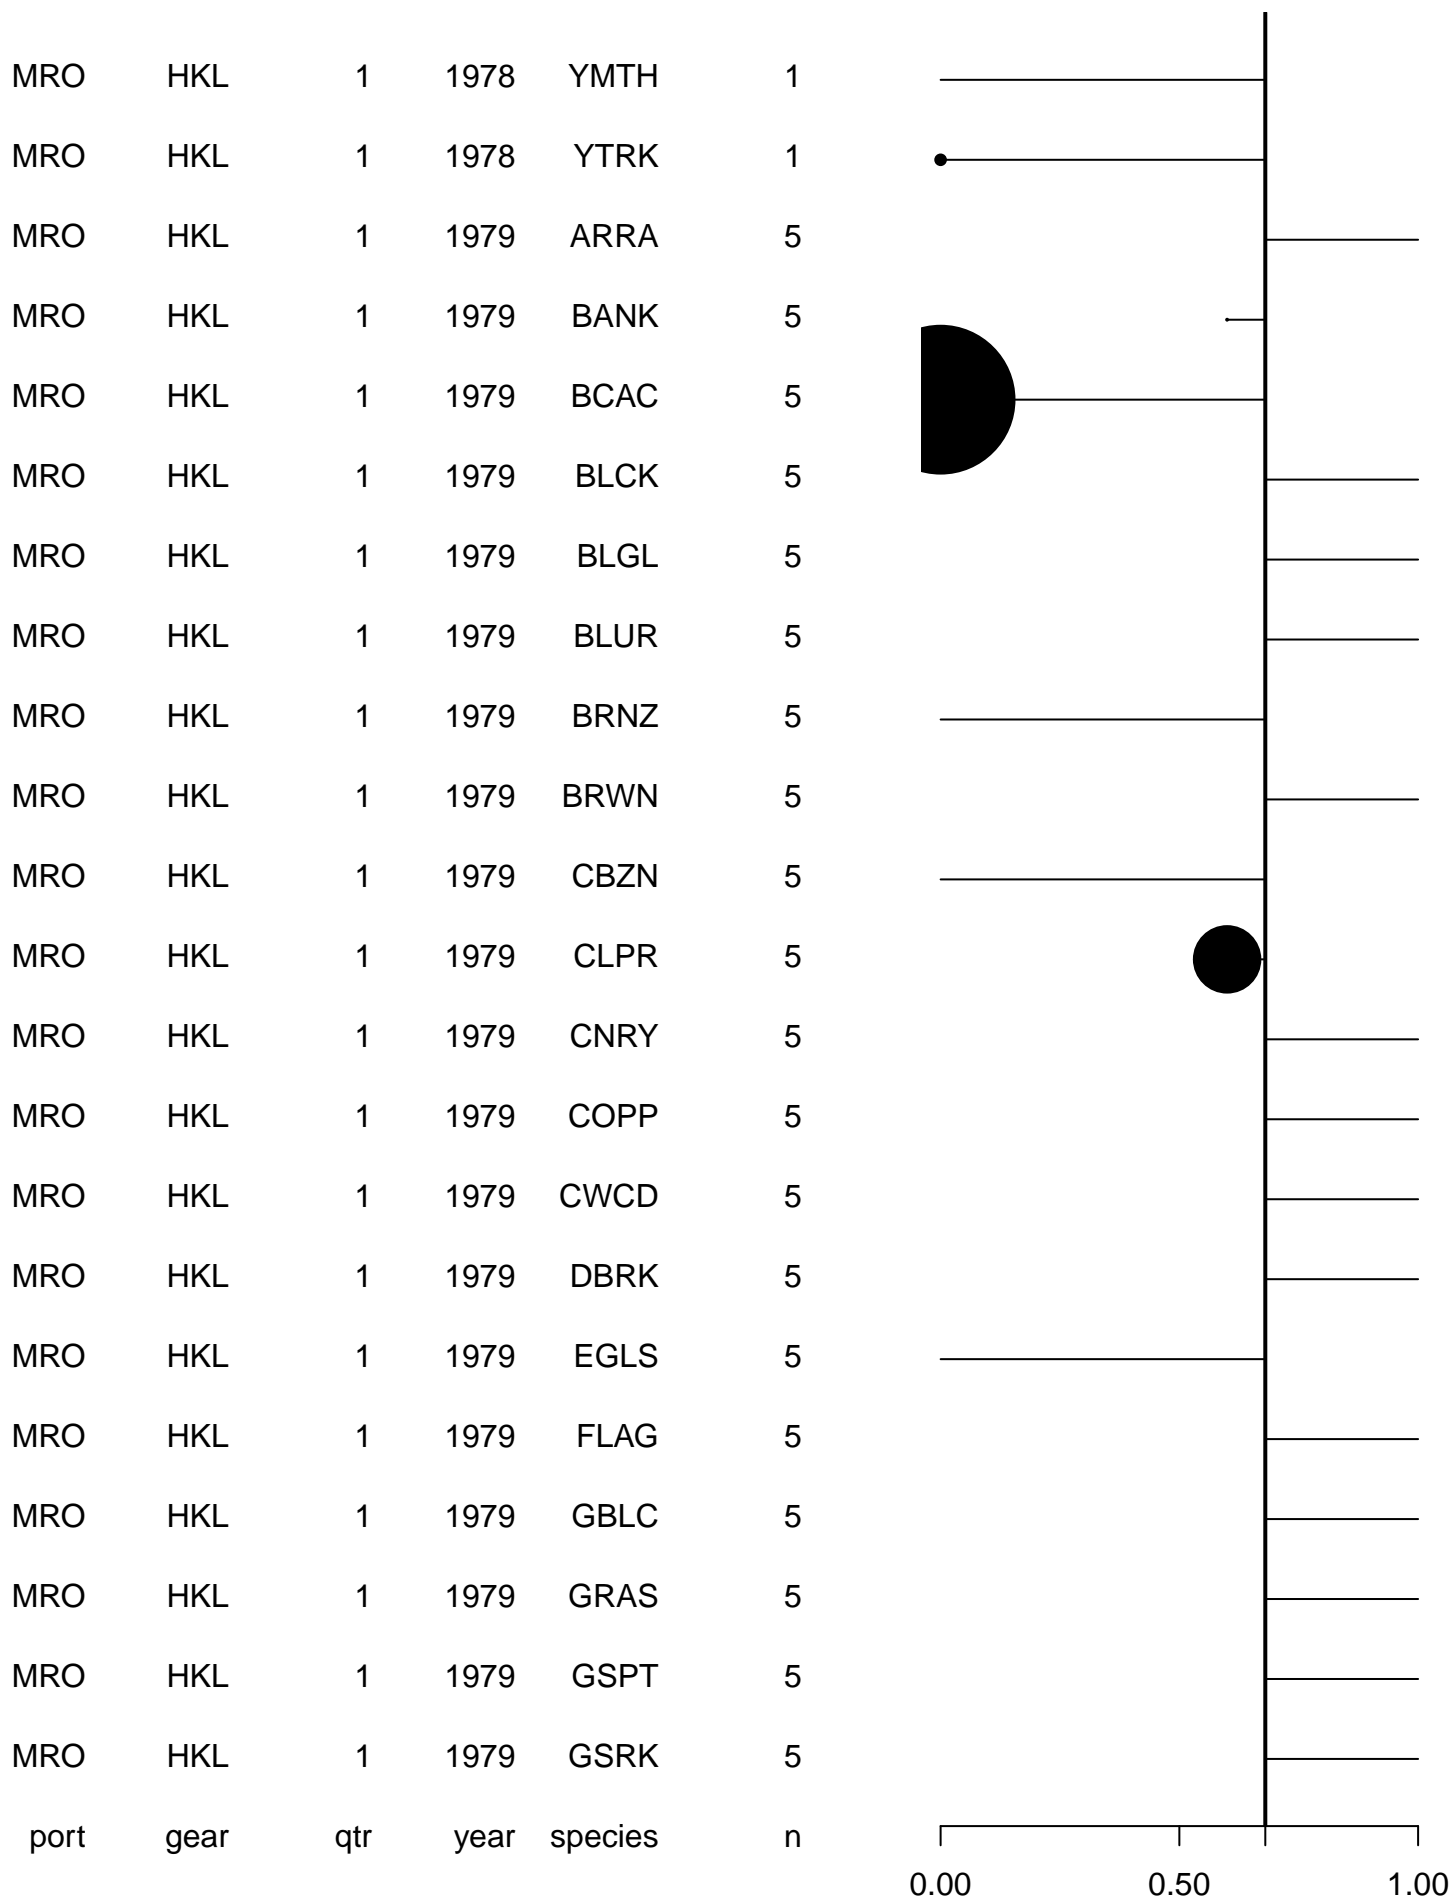 MRO HKL 1 1978 YMTH 1
MRO HKL 1 1978 YTRK 1
MRO HKL 1 1979 ARRA 5
MRO HKL 1 1979 BANK 5
MRO HKL 1 1979 BCAC 5
MRO HKL 1 1979 BLCK 5
MRO HKL 1 1979 BLGL 5
MRO HKL 1 1979 BLUR 5
MRO HKL 1 1979 BRNZ 5
MRO HKL 1 1979 BRWN 5
MRO HKL 1 1979 CBZN 5
MRO HKL 1 1979 CLPR 5
MRO HKL 1 1979 CNRY 5
MRO HKL 1 1979 COPP 5
MRO HKL 1 1979 CWCD 5
MRO HKL 1 1979 DBRK 5
MRO HKL 1 1979 EGLS 5
MRO HKL 1 1979 FLAG 5
MRO HKL 1 1979 GBLC 5
MRO HKL 1 1979 GRAS 5
MRO HKL 1 1979 GSPT 5
MRO HKL 1 1979 GSRK 5
port gear qtr year species n
0.00 0.50 1.00